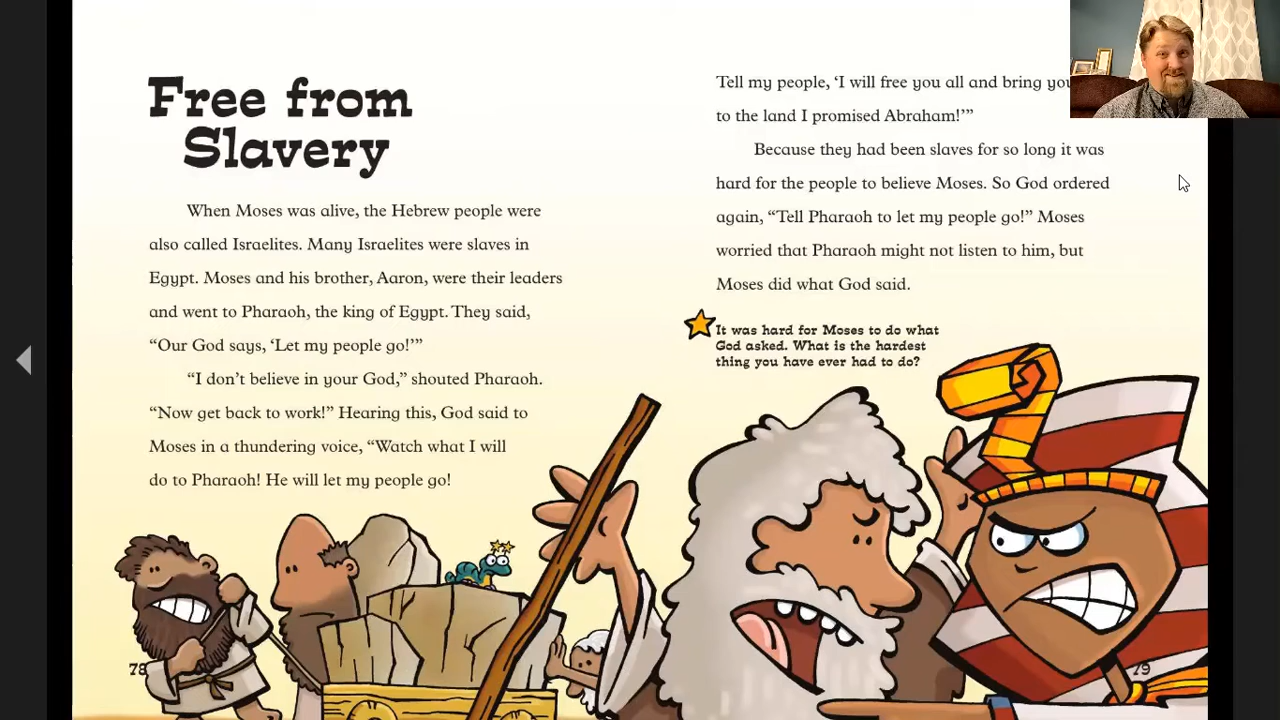 Free from
Slavery
When Moses was alive, the Hebrew people were
also called Israelites. Many Israelites were slaves in
Egypt. Moses and his brother, Aaron, were their leaders
and went to Pharaoh, the king of Egypt. They said,
“Our God says, ‘Let my people go!’”
“I don’t believe in your God,” shouted Pharaoh.
“Now get back to work!” Hearing this, God said to
Moses in a thundering voice, “Watch what I will
do to Pharaoh! He will let my people go!
78
Tell my people, ‘I will free you all and bring
to the land I promised Abraham!’”
Because they had been slaves for so long it was
hard for the people to believe Moses. So God ordered
again, “Tell Pharaoh to let my people go!” Moses
worried that Pharaoh might not listen to him, but
Moses did what God said.
It was hard for Moses to do what
God asked. What is the hardest
thing you have ever had to do?
79